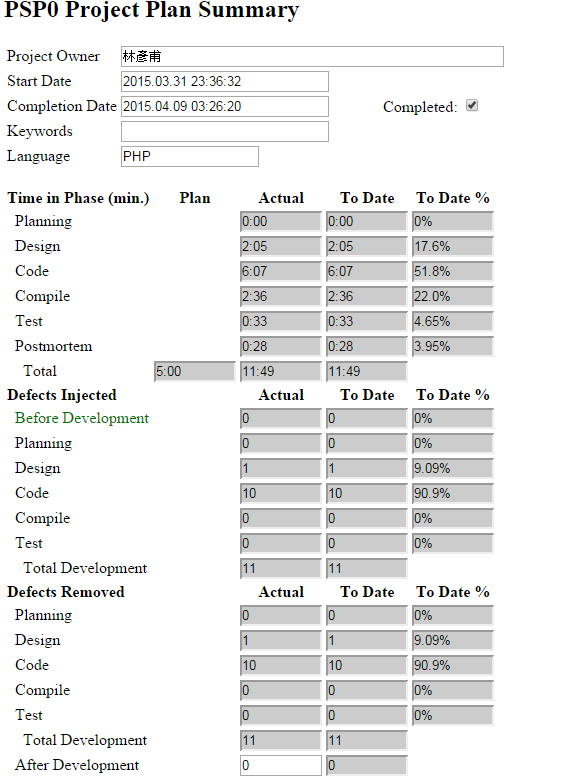 PSP0 Project Plan Summary
Project Owner 林彥甫
Start Date 2015.03.31 23:36:32
Completion Date 2015.04.09 03:26:20 Completed:
Keywords
Language PHP
Time in Phase (min.) Plan Actual To Date To Date %
Planning 0:00 0:00 0%
Design 2:05 2:05 17.6%
Code 6:07 6:07 51.8%
Compile 2:36 2:36 22.0%
Test 0:33 0:33 4.65%
Postmortem 0:28 0:28 3.95%
Total 5:00 11:49 11:49
Defects Injected Actual To Date To Date %
Before Development 0 0 0%
Planning 0 0 0%
Design 1 1 9.09%
Code 10 10 90.9%
Compile 0 0 0%
Test 0 0 0%
Total Development 11 11
Defects Removed Actual To Date To Date %
Planning 0 0 0%
Design 1 1 9.09%
Code 10 10 90.9%
Compile 0 0 0%
Test 0 0 0%
Total Development 11 11
After Development 0 0